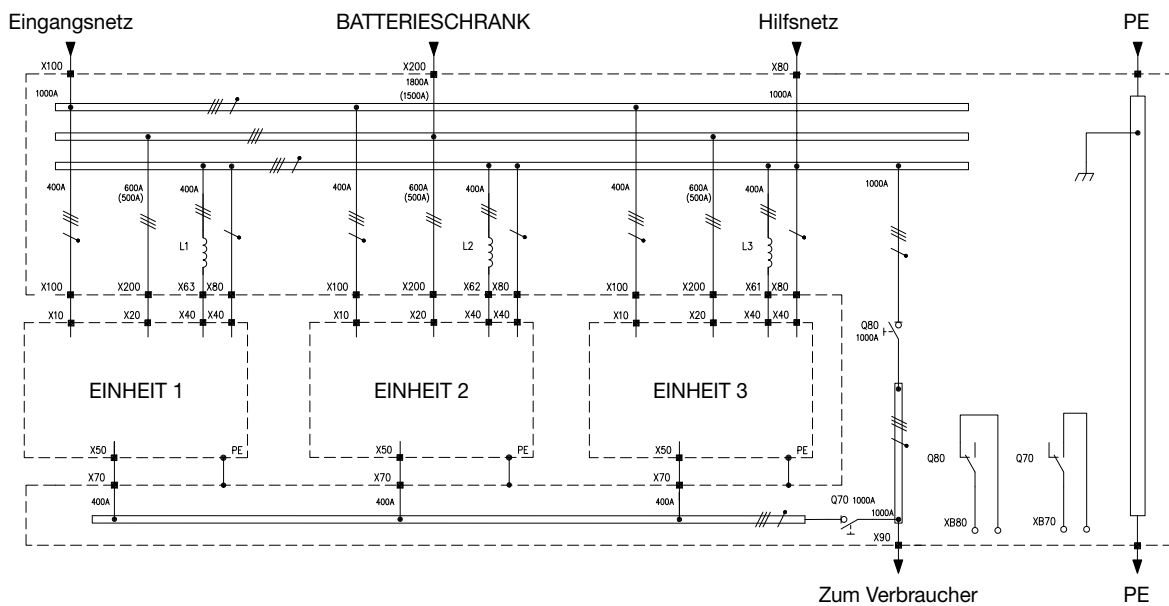 Eingangsnetz BATTERIESCHRANK Hilfsnetz PE
X100 X200 X80
1000A 1800A 1000A
(1500A)
400A 600A 400A 400A 600A 400A 400A 600A 400A 1000A
(500A) (500A) (500A)
L1 L2 L3
X100 X200 X63 X80 X100 X200 X62 X80 X100 X200 X61 X80
X10 X20 X40 X40 X10 X20 X40 X40 X10 X20 X40 X40
Q80
1000A
EINHEIT 1 EINHEIT 2 EINHEIT 3
X50 PE X50 PE X50 PE
Q80 Q70
X70 X70 X70
400A 400A 400A Q70 1000A
1000A
XB80 XB70
X90
Zum Verbraucher PE